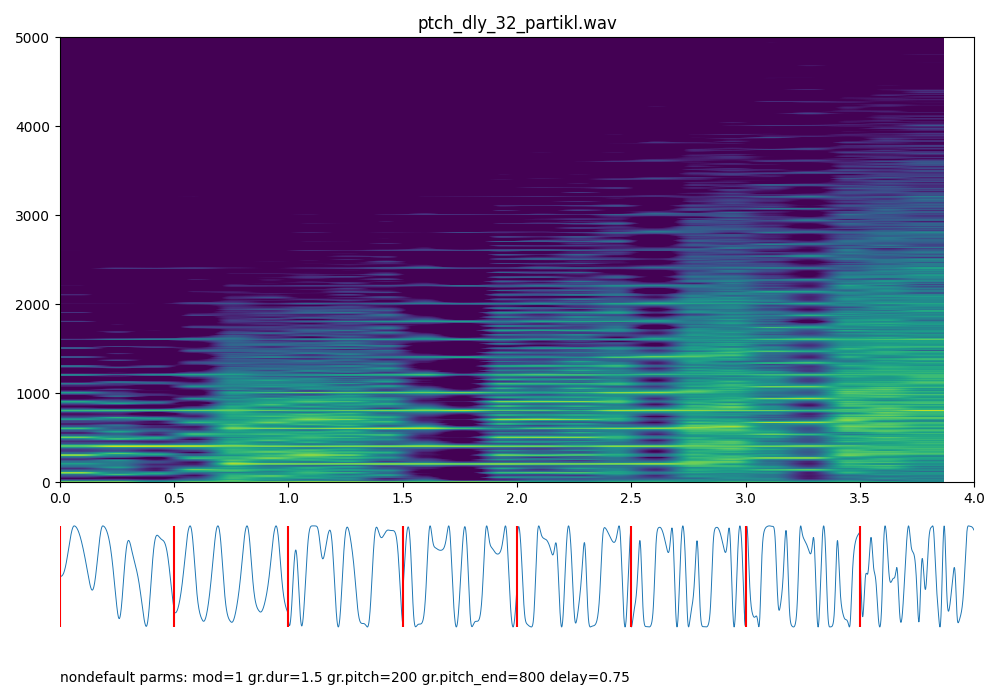 ptch_dly_32_partikl.wav
5000
4000
3000
2000
1000
0
0.0 0.5 1.0 1.5 2.0 2.5 3.0 3.5 4.0
nondefault parms: mod=1 gr.dur=1.5 gr.pitch=200 gr.pitch_end=800 delay=0.75